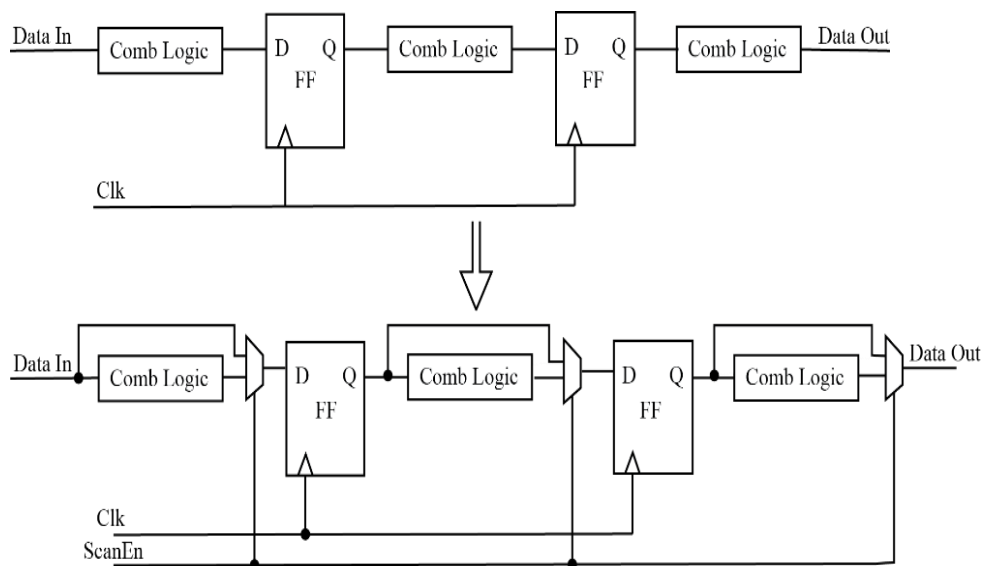 Data In
Comb Logic
D Q
FF
Comb Logic
D Q
FF
Comb Logic
Data Out
Clk
Data In
Comb Logic
D Q
FF
Comb Logic
D Q
FF
Comb Logic
Data Out
Clk
ScanEn